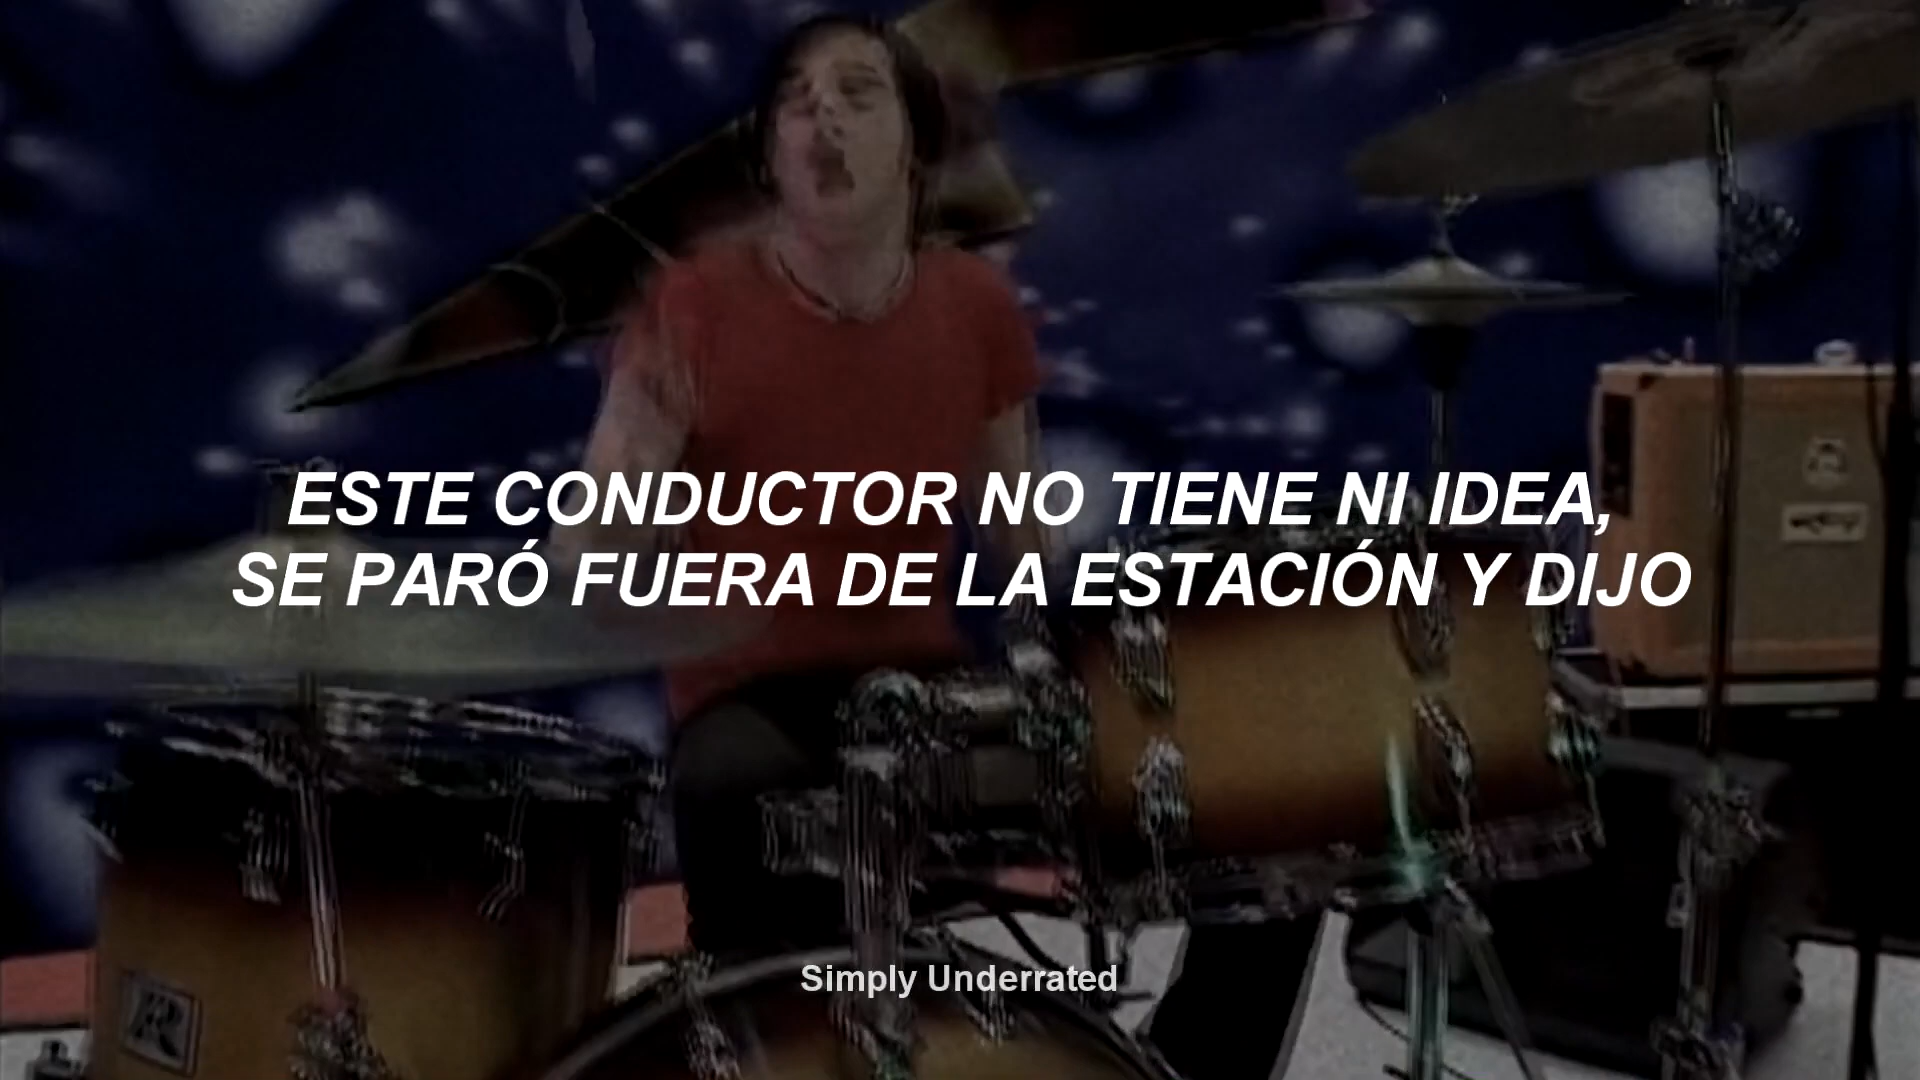 ESTE CONDUCTOR NO TIENE NI IDEA,
SE PARÓ FUERA DE LA ESTACIÓN Y DIJO
Simply Underrated
R